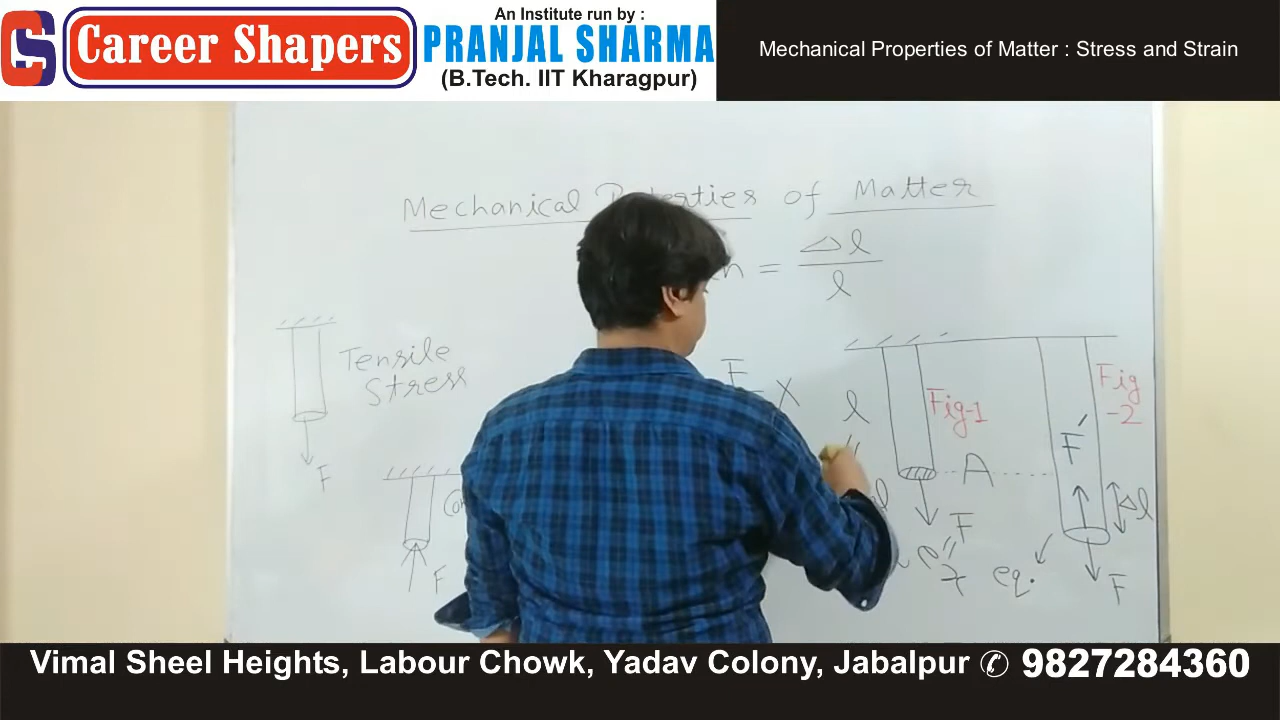 Career Shapers
An Institute run by :
PRANJAL SHARMA
(B.Tech. IIT Kharagpur)
Mechanical Properties of Matter : Stress and Strain
Mechanical Properties of Matter
n = Δl
l
Tensile
Stress
F
F
X
l
Fig-1
A
F
Fig
-2
F′
Δl
eq.
F
F
Vimal Sheel Heights, Labour Chowk, Yadav Colony, Jabalpur ✆ 9827284360